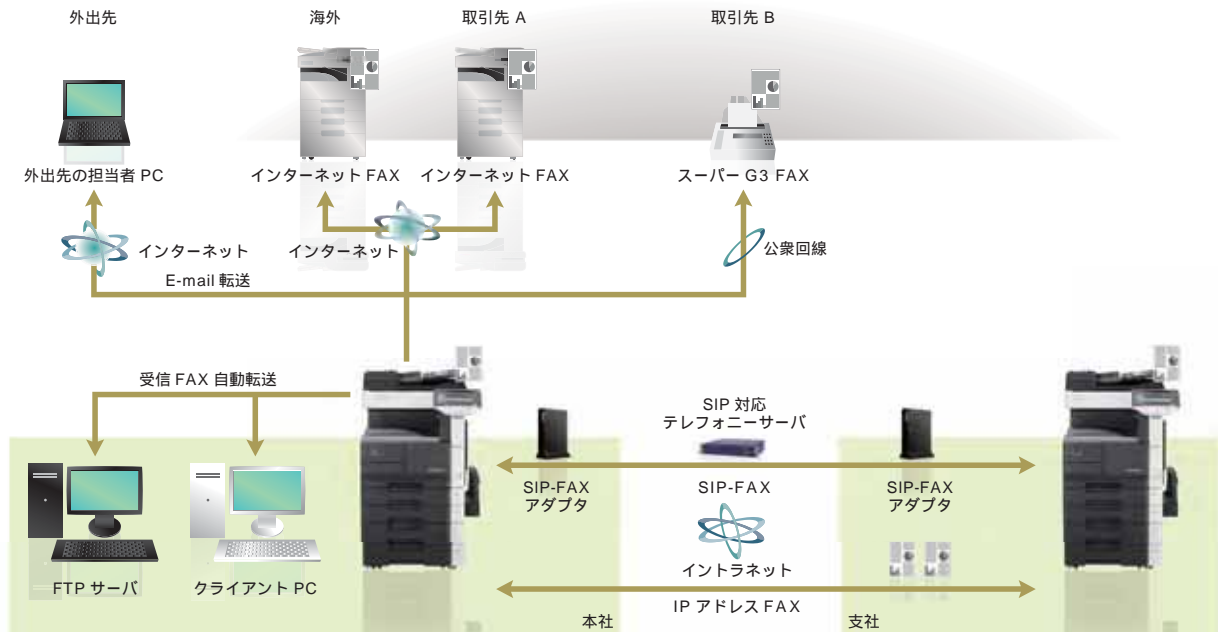 外出先
海外
取引先 A
取引先 B
外出先の担当者 PC
インターネット FAX
インターネット FAX
スーパー G3 FAX
インターネット
インターネット
公衆回線
E-mail 転送
受信 FAX 自動転送
SIP 対応
テレフォニーサーバ
SIP-FAX
アダプタ
SIP-FAX
SIP-FAX
アダプタ
イントラネット
FTP サーバ
クライアント PC
IP アドレス FAX
本社
支社